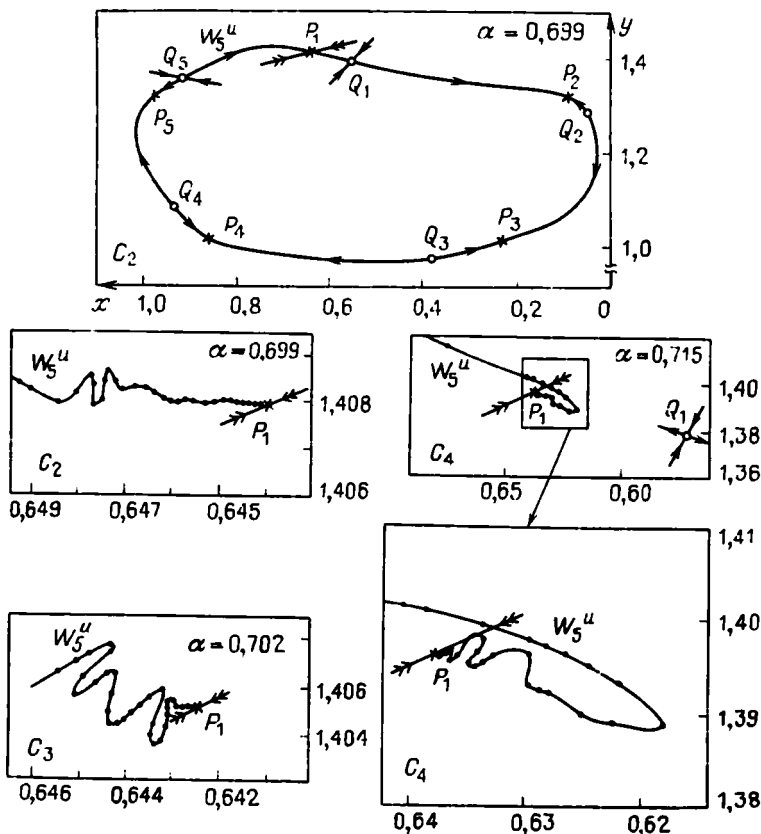 W₅ᵘ P₁ α = 0,699 y
Q₅ 1,4
Q₁ P₂
P₅ Q₂
1,2
Q₄
P₄ Q₃ P₃ 1,0
C₂
x 1,0 0,8 0,6 0,4 0,2 0
W₅ᵘ α = 0,699
1,408
P₁
C₂
1,406
0,649 0,647 0,645
α = 0,715
W₅ᵘ 1,40
P₁ Q₁
1,38
C₄
1,36
0,65 0,60
W₅ᵘ α = 0,702
1,406
P₁
1,404
C₃
0,646 0,644 0,642
1,41
1,40
W₅ᵘ
P₁
1,39
C₄
1,38
0,64 0,63 0,62